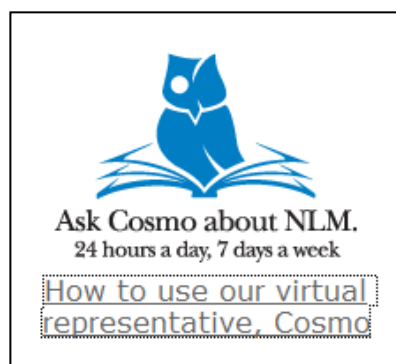 Ask Cosmo about NLM.
24 hours a day, 7 days a week
How to use our virtual
representative, Cosmo